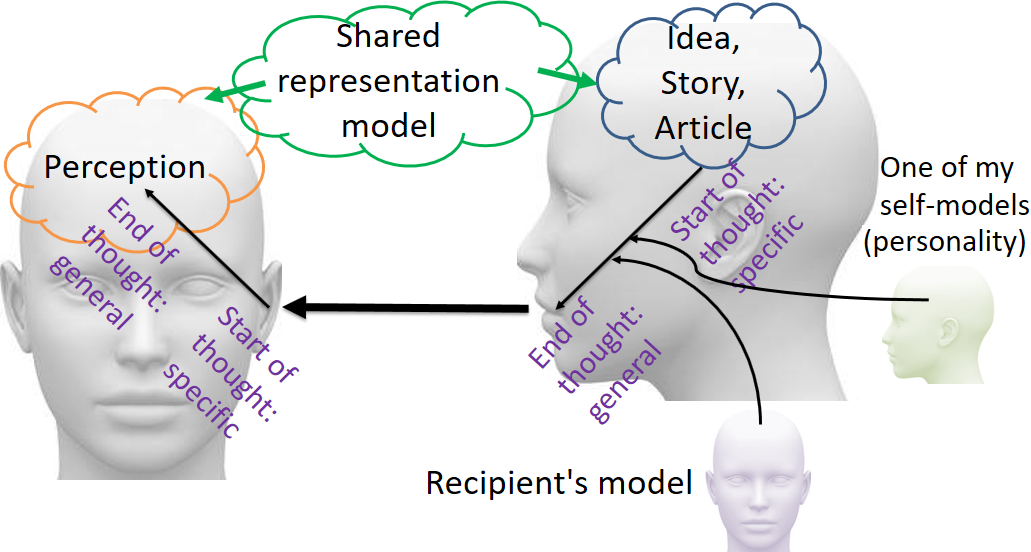 Shared
representation
model
Idea,
Story,
Article
Perception
End of
thought:
general
Start of
thought:
specific
Start of
thought:
specific
End of
thought:
general
One of my
self-models
(personality)
Recipient's model